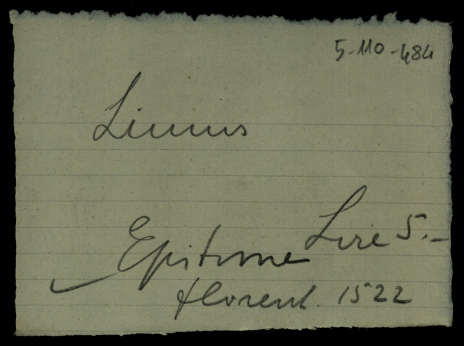 5-110-484
Livius
Lire 5.-
Epitome
florent. 1522